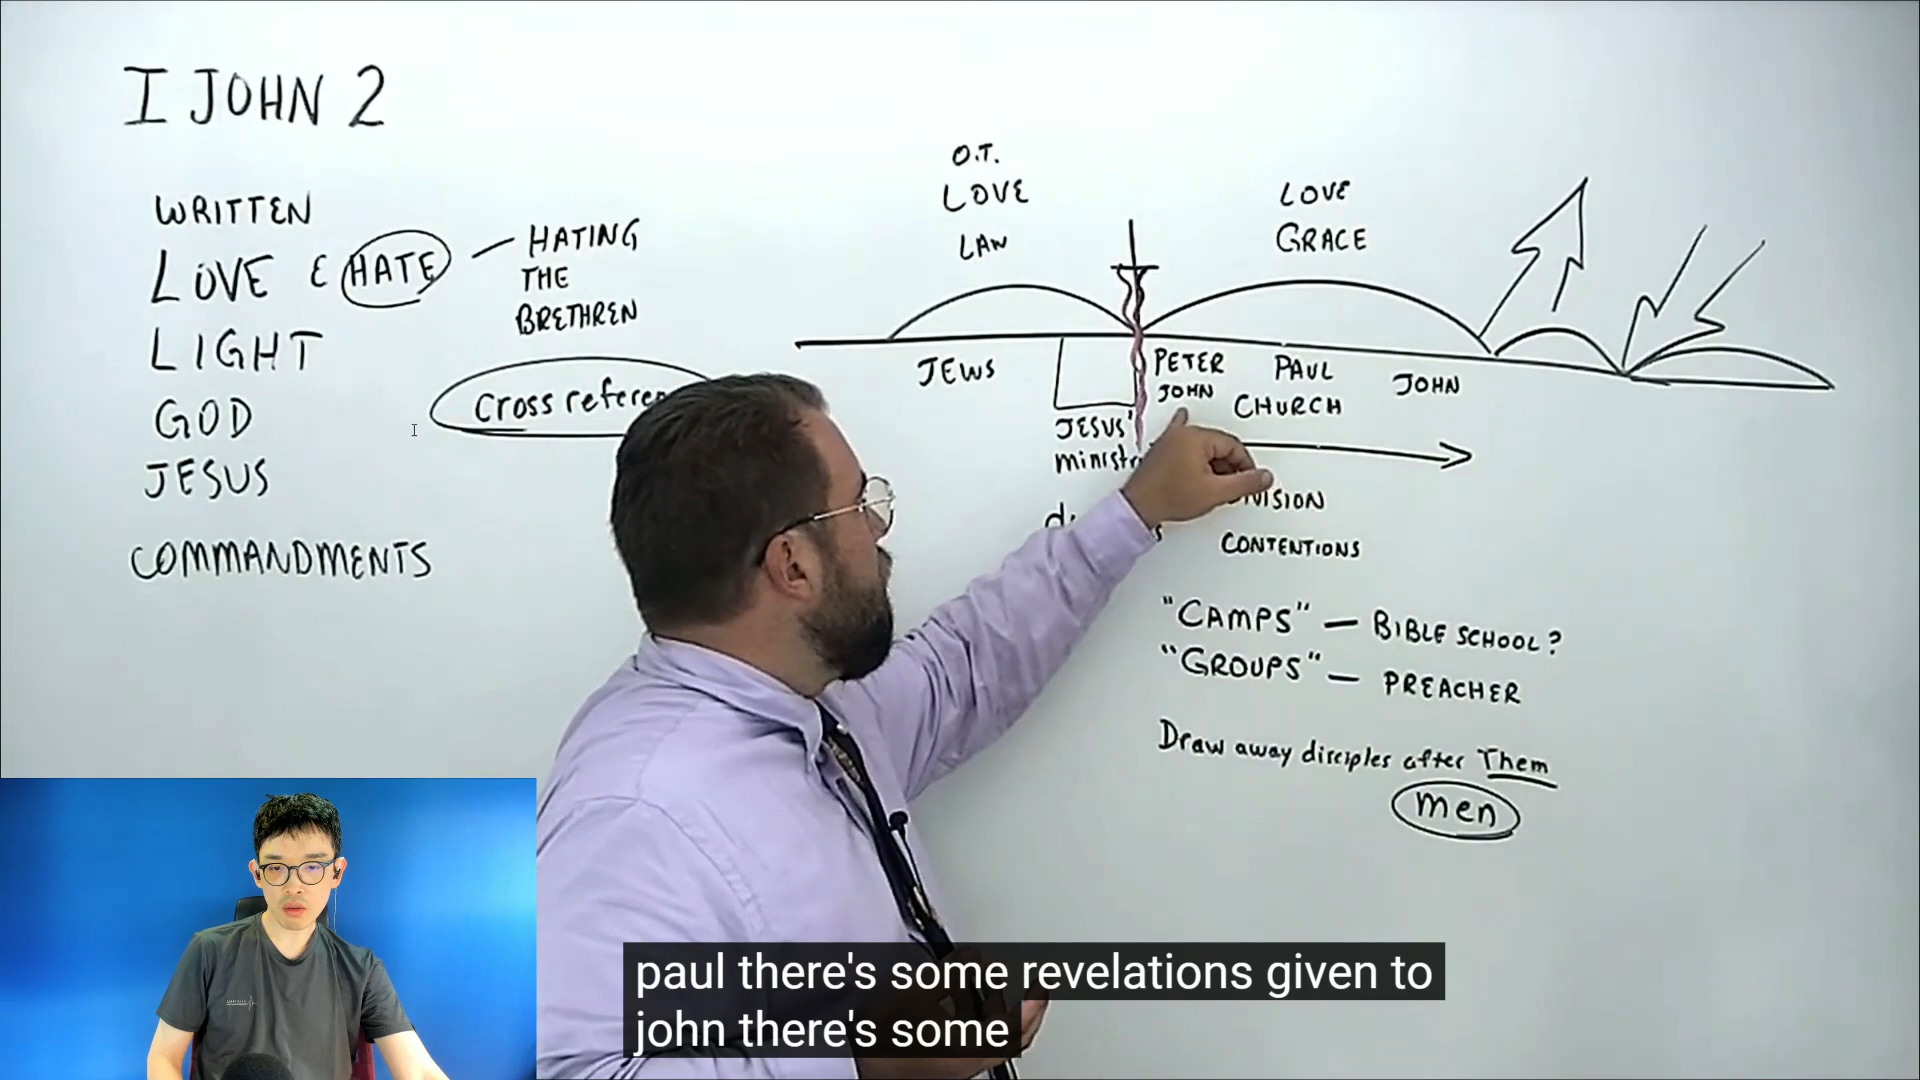 I JOHN 2
WRITTEN
LOVE & HATE — HATING
THE
BRETHREN
LIGHT
GOD
JESUS
COMMANDMENTS
O.T.
LOVE
LAW
LOVE
GRACE
JEWS
JESUS'
PETER
JOHN
PAUL
CHURCH
JOHN
CONTENTIONS
"CAMPS" — BIBLE SCHOOL?
"GROUPS" — PREACHER
Draw away disciples after Them
men
Cross
paul there's some revelations given to
john there's some